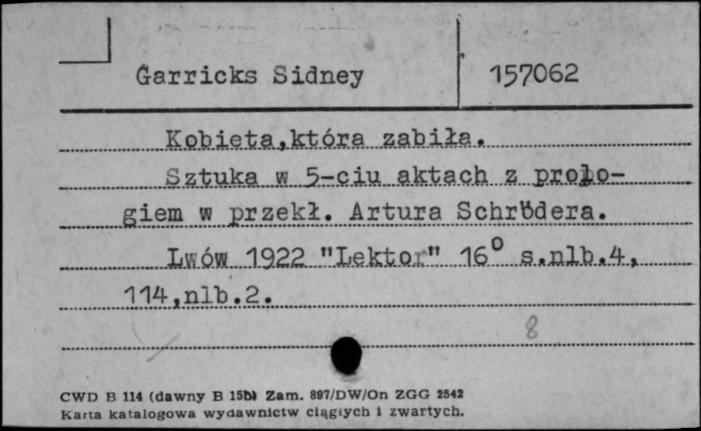 Garricks Sidney 157062
Kobieta,która zabiła.
Sztuka w 5-ciu aktach z prolo-
giem w przekł. Artura Schrödera.
Lwów 1922 "Lektor" 16° s.nlb.4,
114,nlb.2.
8
CWD B 114 (dawny B 15b) Zam. 897/DW/On ZGG 2542
Karta katalogowa wydawnictw ciągłych i zwartych.